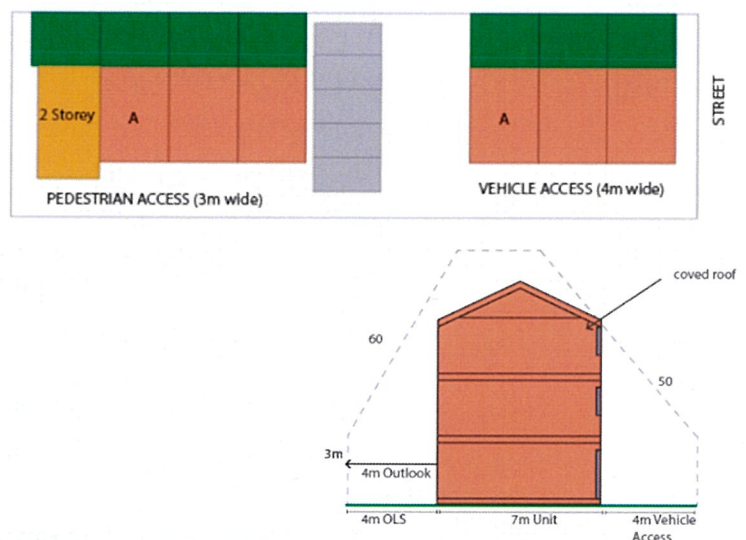 2 Storey
A
A
STREET
PEDESTRIAN ACCESS (3m wide)
VEHICLE ACCESS (4m wide)
coved roof
60
50
3m
4m Outlook
4m OLS
7m Unit
4m Vehicle
Access